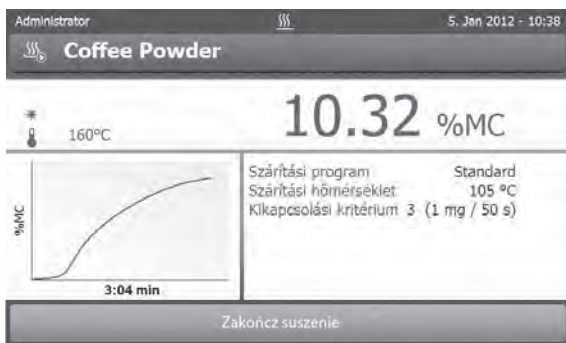 Administrator 5. Jan 2012 - 10:38
Coffee Powder
10.32 %MC
160°C
Szárítási program Standard
Szárítási hőmérséklet 105 ºC
Kikapcsolási kritérium 3 (1 mg / 50 s)
%MC
3:04 min
Zakończ suszenie